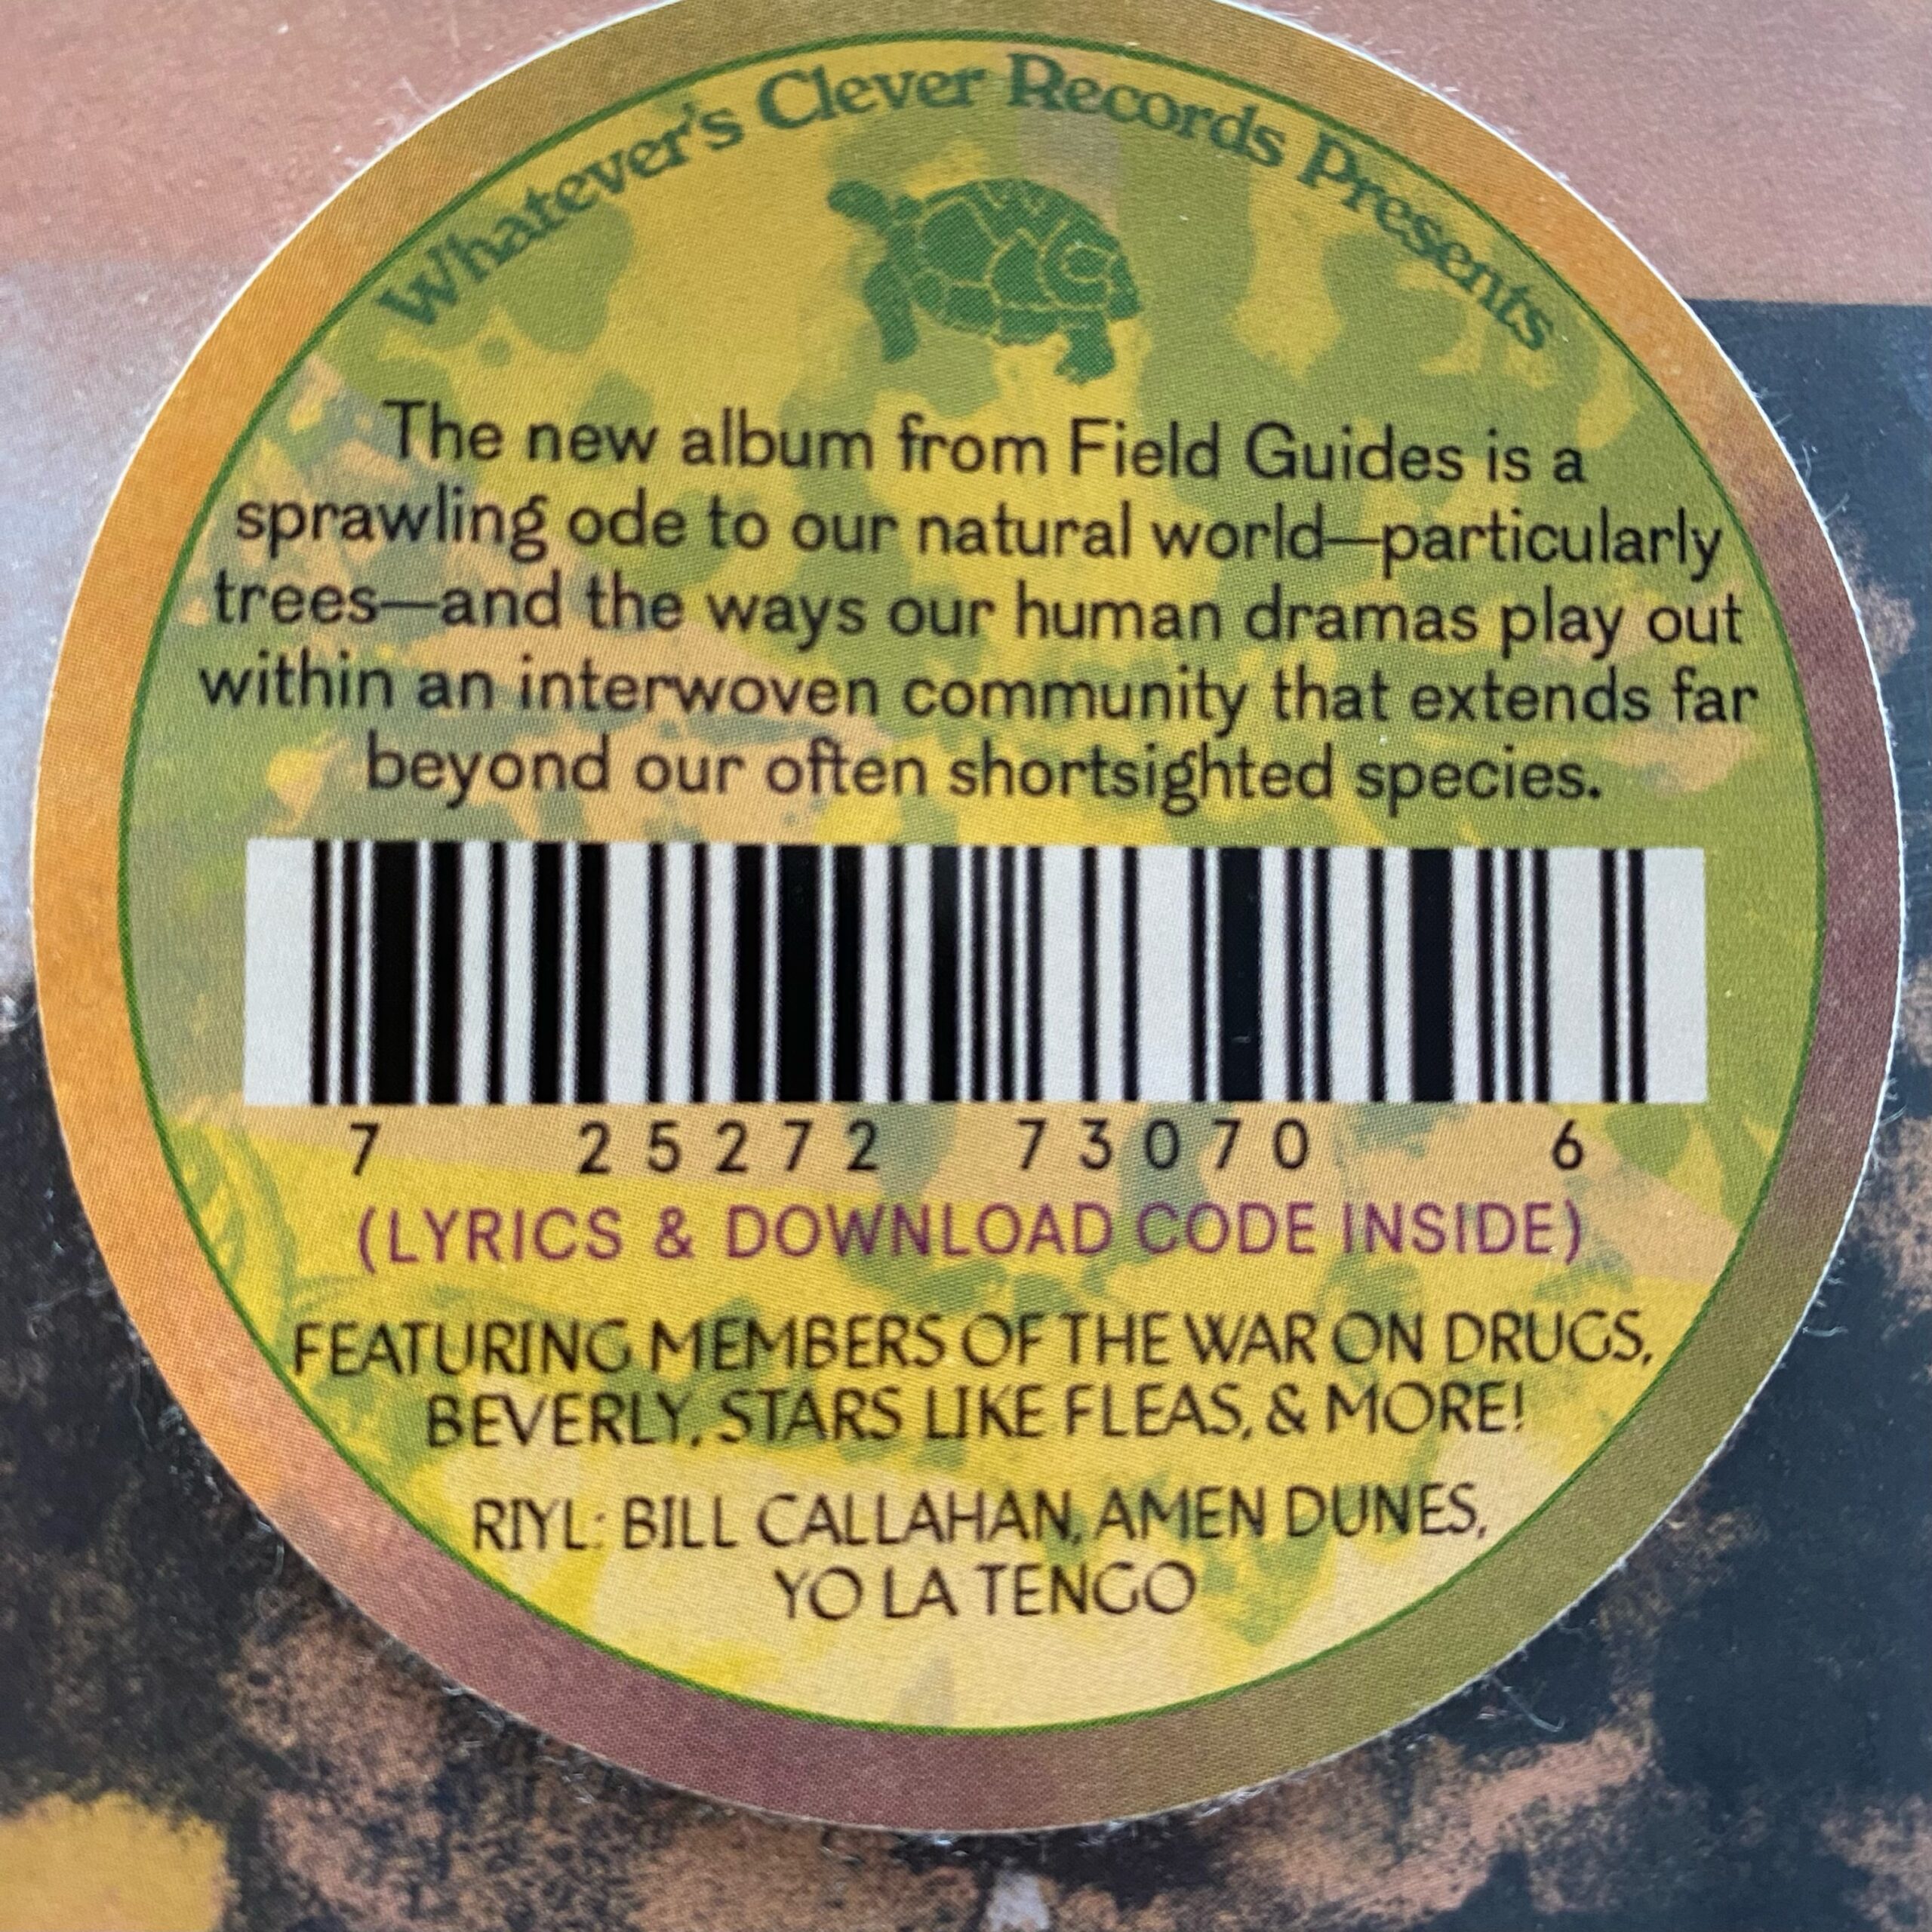 Whatever's Clever Records Presents
WC
The new album from Field Guides is a
sprawling ode to our natural world—particularly
trees—and the ways our human dramas play out
within an interwoven community that extends far
beyond our often shortsighted species.
7 25272 73070 6
(LYRICS & DOWNLOAD CODE INSIDE)
FEATURING MEMBERS OF THE WAR ON DRUGS,
BEVERLY, STARS LIKE FLEAS, & MORE!
RIYL: BILL CALLAHAN, AMEN DUNES,
YO LA TENGO